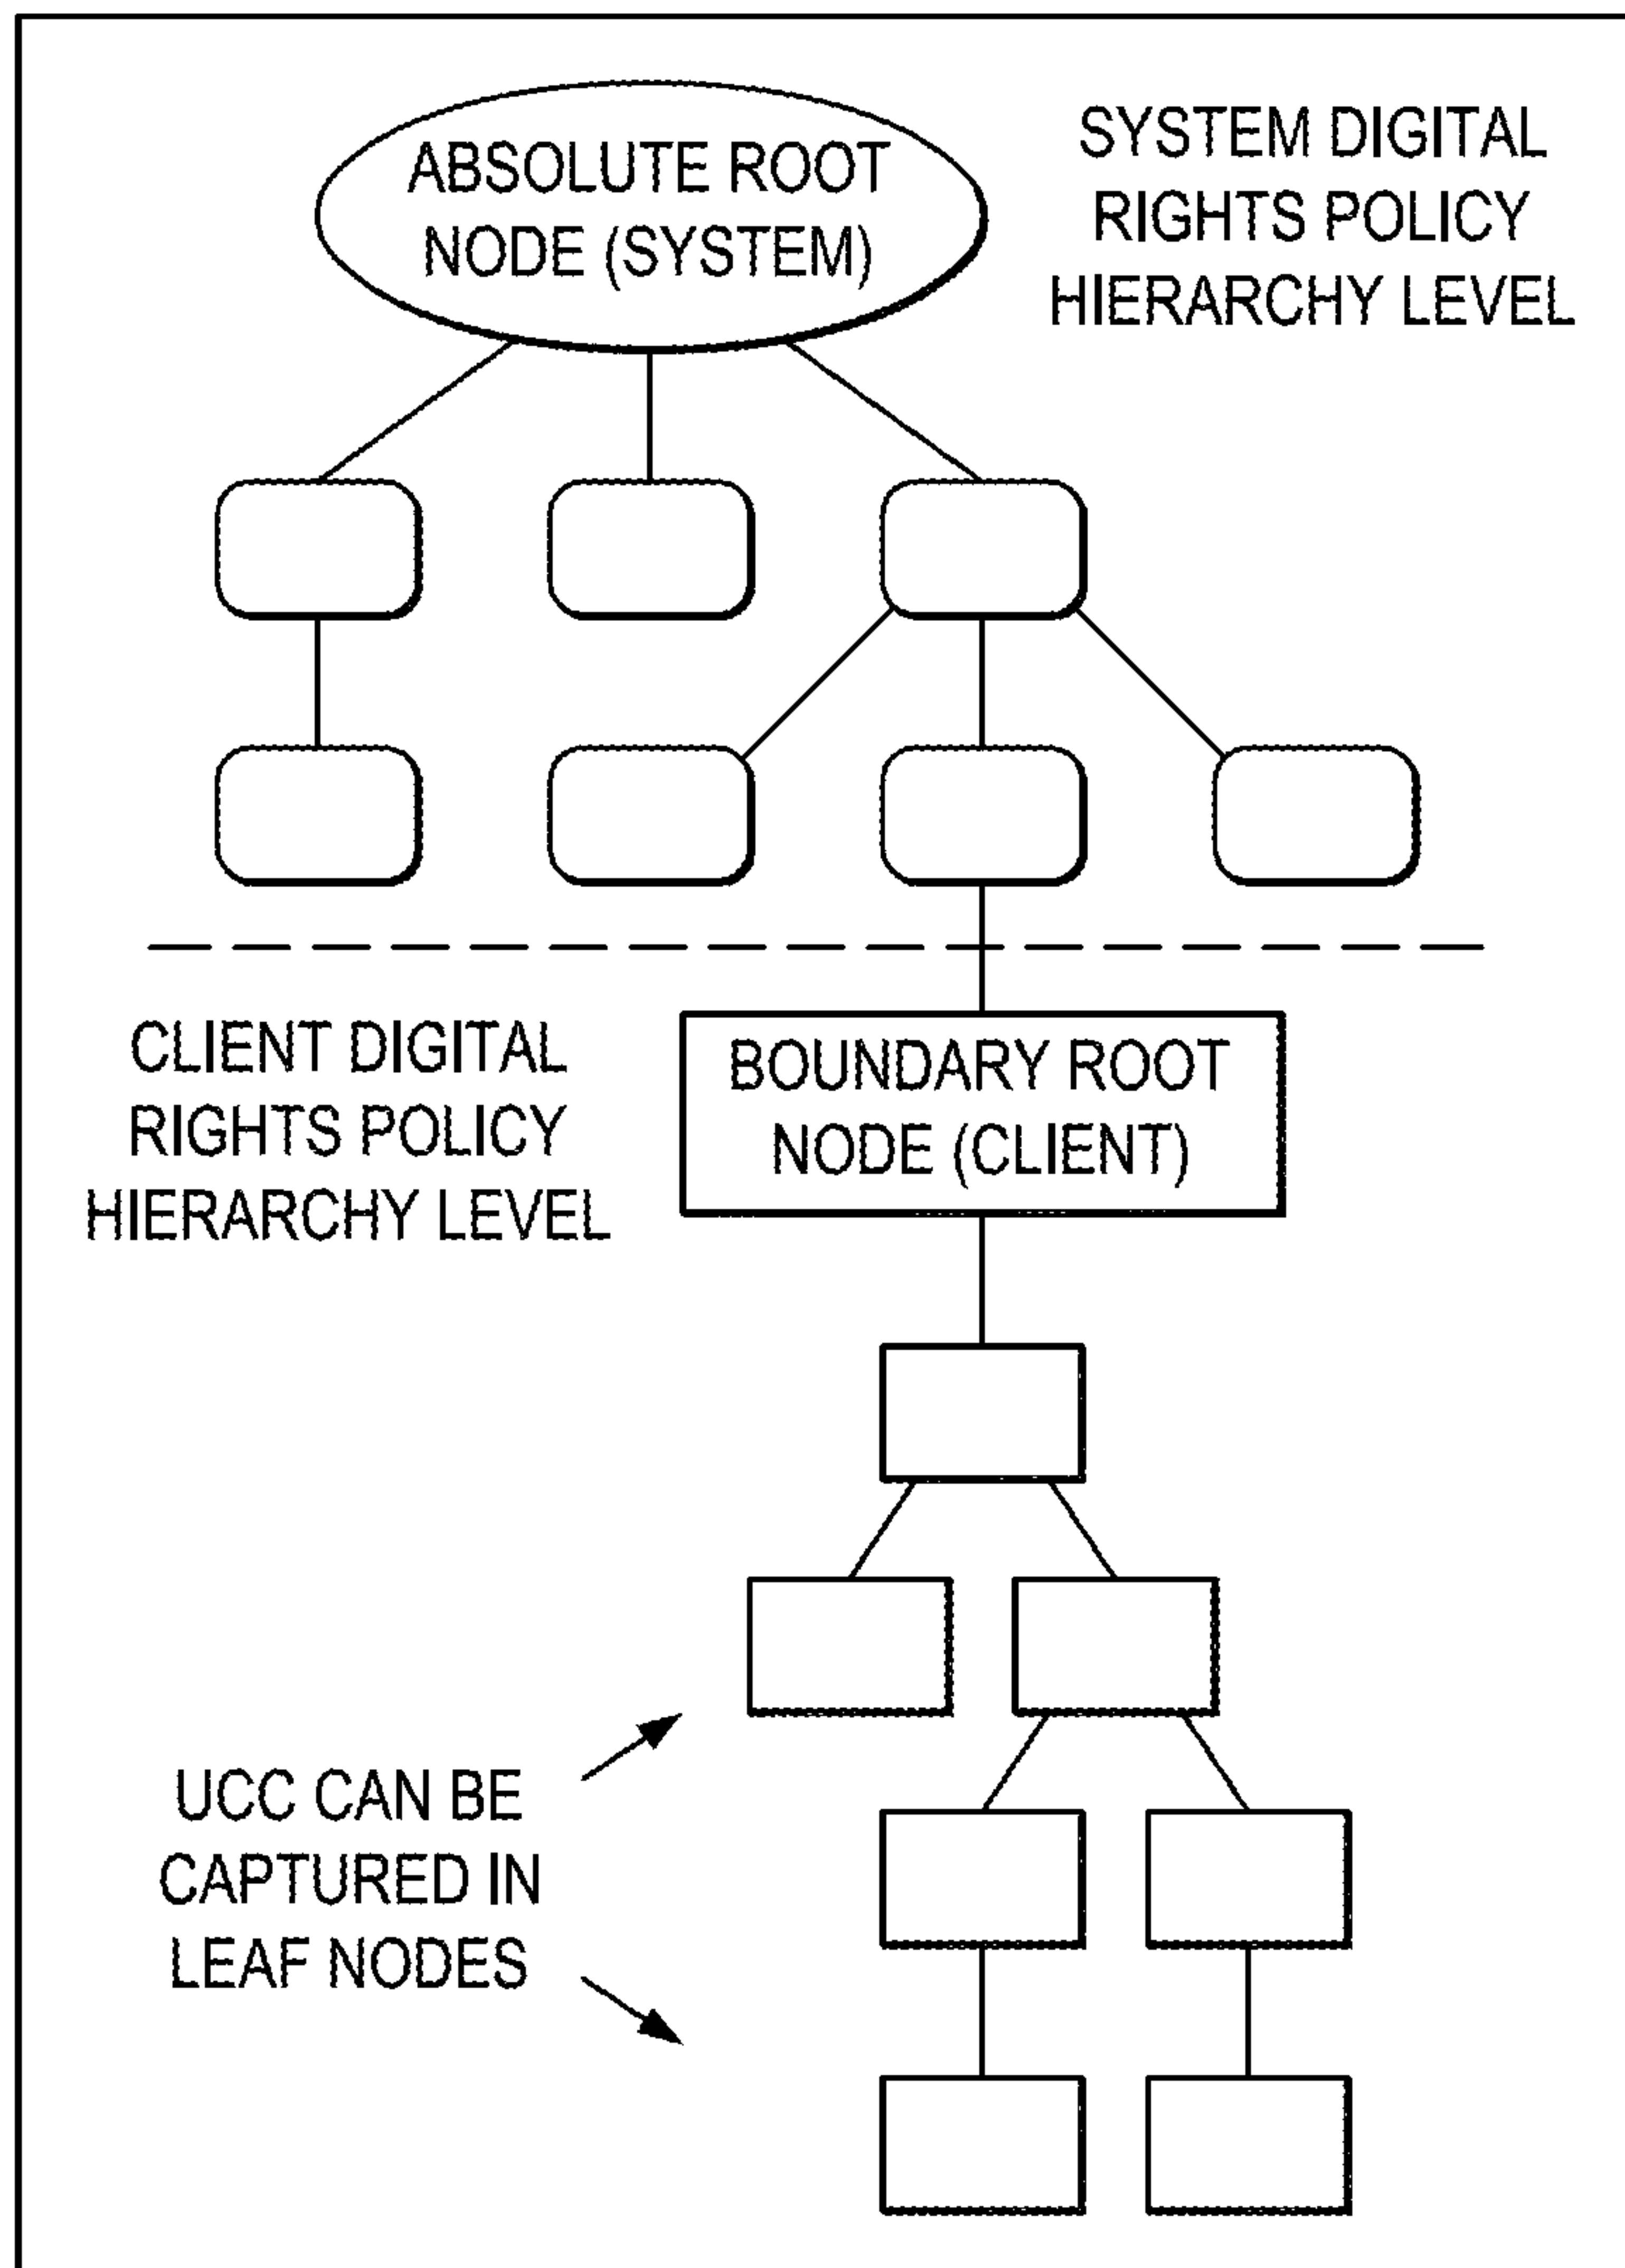 ABSOLUTE ROOT
NODE (SYSTEM)
SYSTEM DIGITAL
RIGHTS POLICY
HIERARCHY LEVEL
CLIENT DIGITAL
RIGHTS POLICY
HIERARCHY LEVEL
BOUNDARY ROOT
NODE (CLIENT)
UCC CAN BE
CAPTURED IN
LEAF NODES